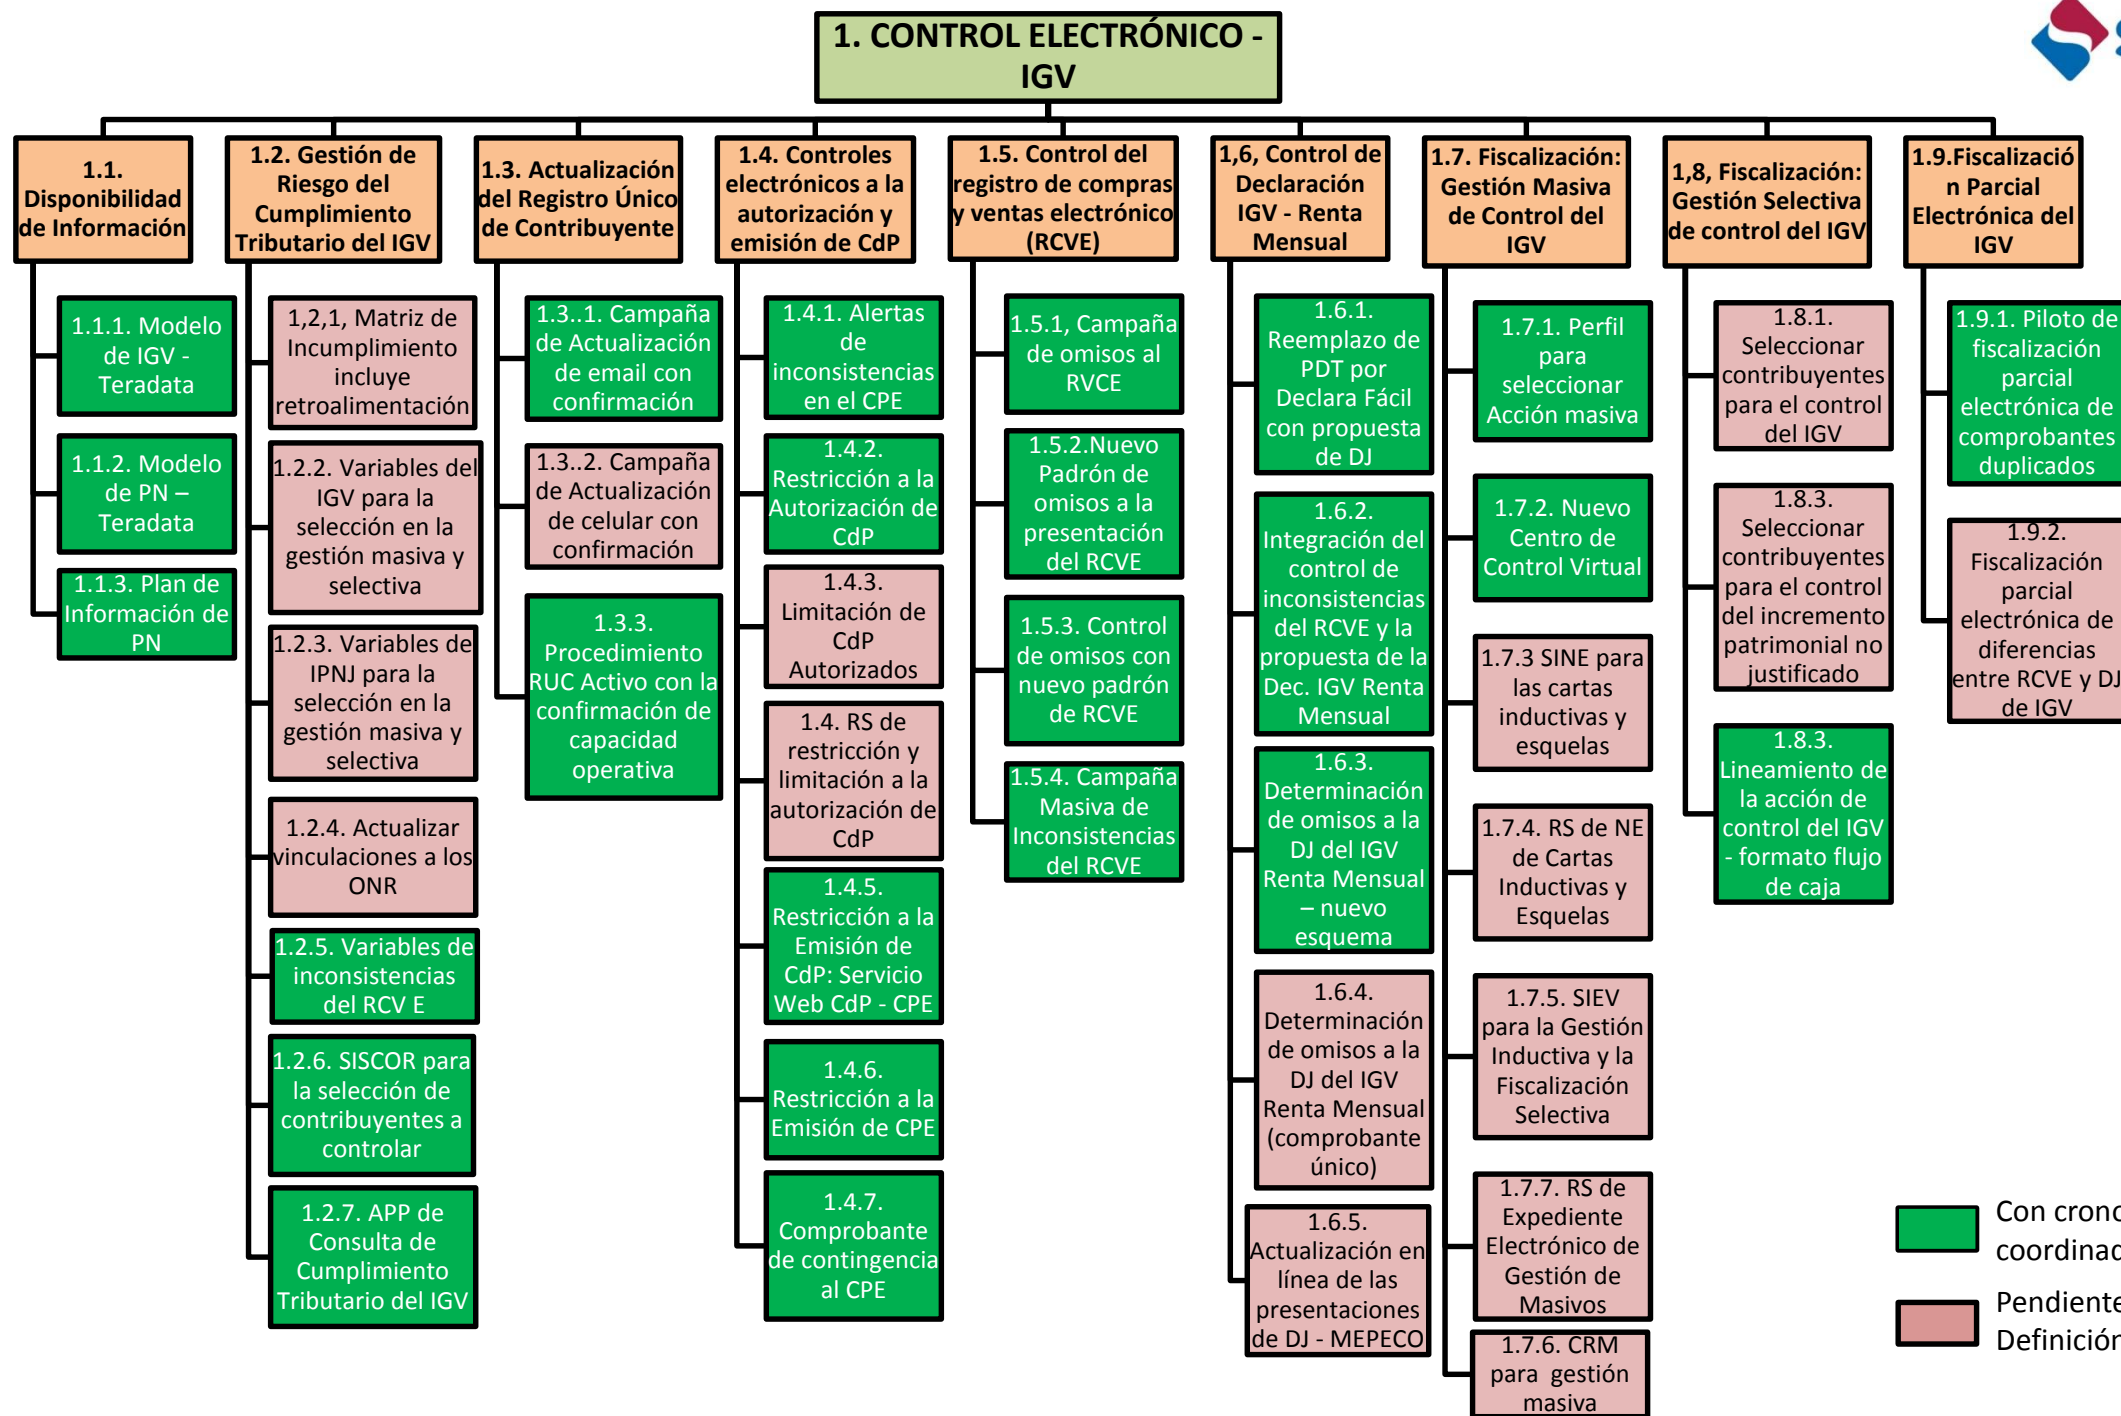 1. CONTROL ELECTRÓNICO -
IGV
1.1.
Disponibilidad
de Información
1.2. Gestión de
Riesgo del
Cumplimiento
Tributario del IGV
1.3. Actualización
del Registro Único
de Contribuyente
1.4. Controles
electrónicos a la
autorización y
emisión de CdP
1.5. Control del
registro de compras
y ventas electrónico
(RCVE)
1,6, Control de
Declaración
IGV - Renta
Mensual
1.7. Fiscalización:
Gestión Masiva
de Control del
IGV
1,8, Fiscalización:
Gestión Selectiva
de control del IGV
1.9.Fiscalizació
n Parcial
Electrónica del
IGV
1.1.1. Modelo
de IGV -
Teradata
1.1.2. Modelo
de PN –
Teradata
1.1.3. Plan de
Información de
PN
1,2,1, Matriz de
Incumplimiento
incluye
retroalimentación
1.2.2. Variables del
IGV para la
selección en la
gestión masiva y
selectiva
1.2.3. Variables de
IPNJ para la
selección en la
gestión masiva y
selectiva
1.2.4. Actualizar
vinculaciones a los
ONR
1.2.5. Variables de
inconsistencias
del RCV E
1.2.6. SISCOR para
la selección de
contribuyentes a
controlar
1.2.7. APP de
Consulta de
Cumplimiento
Tributario del IGV
1.3..1. Campaña
de Actualización
de email con
confirmación
1.3..2. Campaña
de Actualización
de celular con
confirmación
1.3.3.
Procedimiento
RUC Activo con la
confirmación de
capacidad
operativa
1.4.1. Alertas
de
inconsistencias
en el CPE
1.4.2.
Restricción a la
Autorización de
CdP
1.4.3.
Limitación de
CdP
Autorizados
1.4. RS de
restricción y
limitación a la
autorización de
CdP
1.4.5.
Restricción a la
Emisión de
CdP: Servicio
Web CdP - CPE
1.4.6.
Restricción a la
Emisión de CPE
1.4.7.
Comprobante
de contingencia
al CPE
1.5.1, Campaña
de omisos al
RVCE
1.5.2.Nuevo
Padrón de
omisos a la
presentación
del RCVE
1.5.3. Control
de omisos con
nuevo padrón
de RCVE
1.5.4. Campaña
Masiva de
Inconsistencias
del RCVE
1.6.1.
Reemplazo de
PDT por
Declara Fácil
con propuesta
de DJ
1.6.2.
Integración del
control de
inconsistencias
del RCVE y la
propuesta de la
Dec. IGV Renta
Mensual
1.6.3.
Determinación
de omisos a la
DJ del IGV
Renta Mensual
– nuevo
esquema
1.6.4.
Determinación
de omisos a la
DJ del IGV
Renta Mensual
(comprobante
único)
1.6.5.
Actualización en
línea de las
presentaciones
de DJ - MEPECO
1.7.1. Perfil
para
seleccionar
Acción masiva
1.7.2. Nuevo
Centro de
Control Virtual
1.7.3 SINE para
las cartas
inductivas y
esquelas
1.7.4. RS de NE
de Cartas
Inductivas y
Esquelas
1.7.5. SIEV
para la Gestión
Inductiva y la
Fiscalización
Selectiva
1.7.7. RS de
Expediente
Electrónico de
Gestión de
Masivos
1.7.6. CRM
para gestión
masiva
1.8.1.
Seleccionar
contribuyentes
para el control
del IGV
1.8.3.
Seleccionar
contribuyentes
para el control
del incremento
patrimonial no
justificado
1.8.3.
Lineamiento de
la acción de
control del IGV
- formato flujo
de caja
1.9.1. Piloto de
fiscalización
parcial
electrónica de
comprobantes
duplicados
1.9.2.
Fiscalización
parcial
electrónica de
diferencias
entre RCVE y DJ
de IGV
Con
Pendiente
Definición